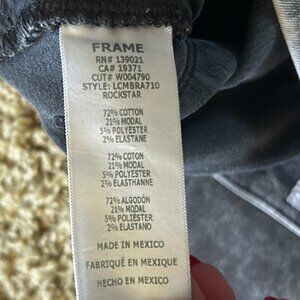 FRAME
RN# 139021
CA# 19371
CUT# W004790
STYLE: LCMBRA710
ROCKSTAR
72% COTTON
21% MODAL
5% POLYESTER
2% ELASTANE
72% COTON
21% MODAL
5% POLYESTER
2% ELASTHANNE
72% ALGODÓN
21% MODAL
5% POLIÉSTER
2% ELASTANO
MADE IN MEXICO
FABRIQUÉ EN MEXIQUE
HECHO EN MEXICO